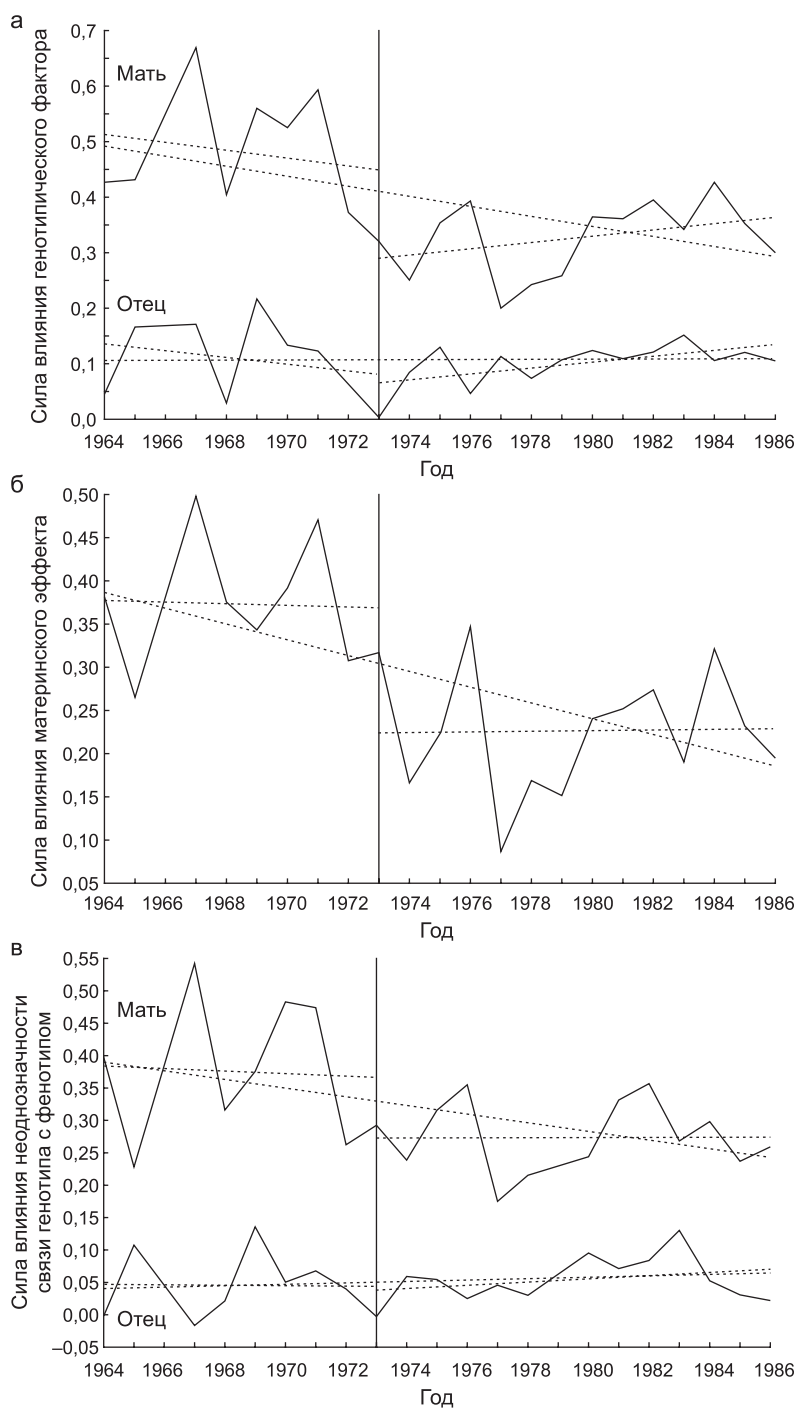 а
Сила влияния генотипического фактора
0,7
0,6
0,5
0,4
0,3
0,2
0,1
0,0
Мать
Отец
1964 1966 1968 1970 1972 1974 1976 1978 1980 1982 1984 1986
Год
б
Сила влияния материнского эффекта
0,50
0,45
0,40
0,35
0,30
0,25
0,20
0,15
0,10
0,05
1964 1966 1968 1970 1972 1974 1976 1978 1980 1982 1984 1986
Год
в
Сила влияния неоднозначности
связи генотипа с фенотипом
0,55
0,50
0,45
0,40
0,35
0,30
0,25
0,20
0,15
0,10
0,05
0,00
–0,05
Мать
Отец
1964 1966 1968 1970 1972 1974 1976 1978 1980 1982 1984 1986
Год